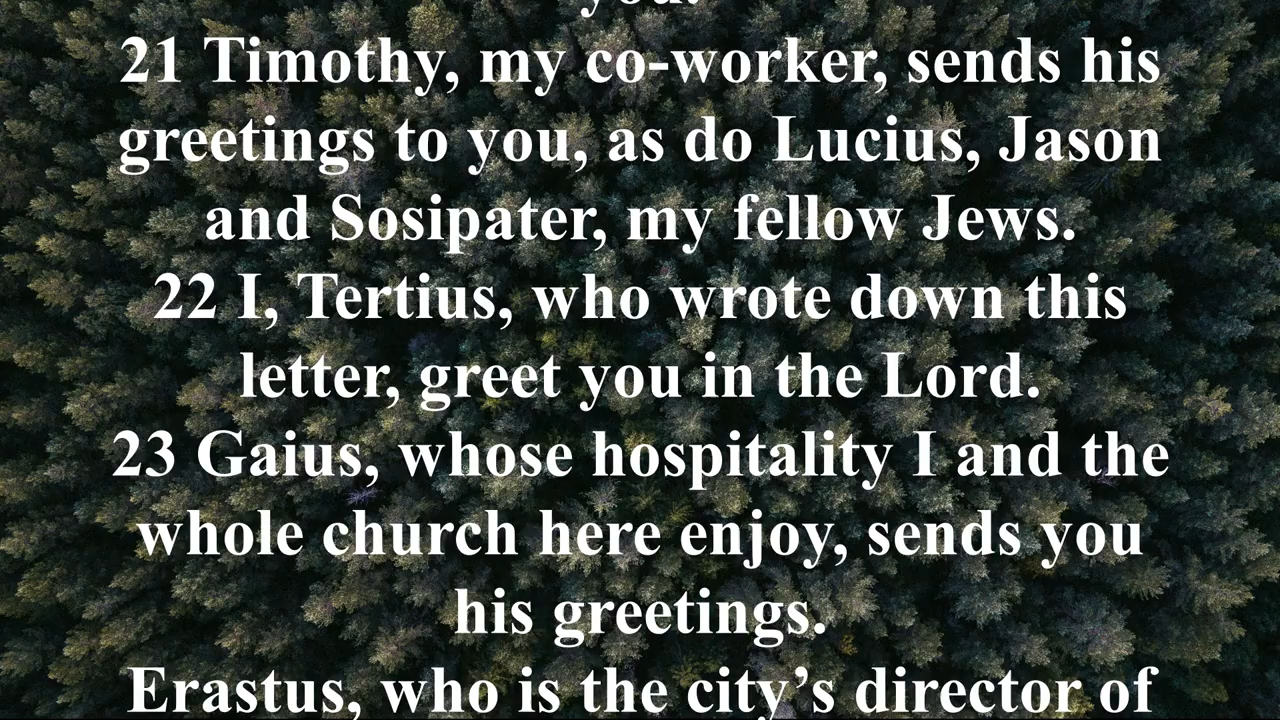 you.
21 Timothy, my co-worker, sends his
greetings to you, as do Lucius, Jason
and Sosipater, my fellow Jews.
22 I, Tertius, who wrote down this
letter, greet you in the Lord.
23 Gaius, whose hospitality I and the
whole church here enjoy, sends you
his greetings.
Erastus, who is the city’s director of